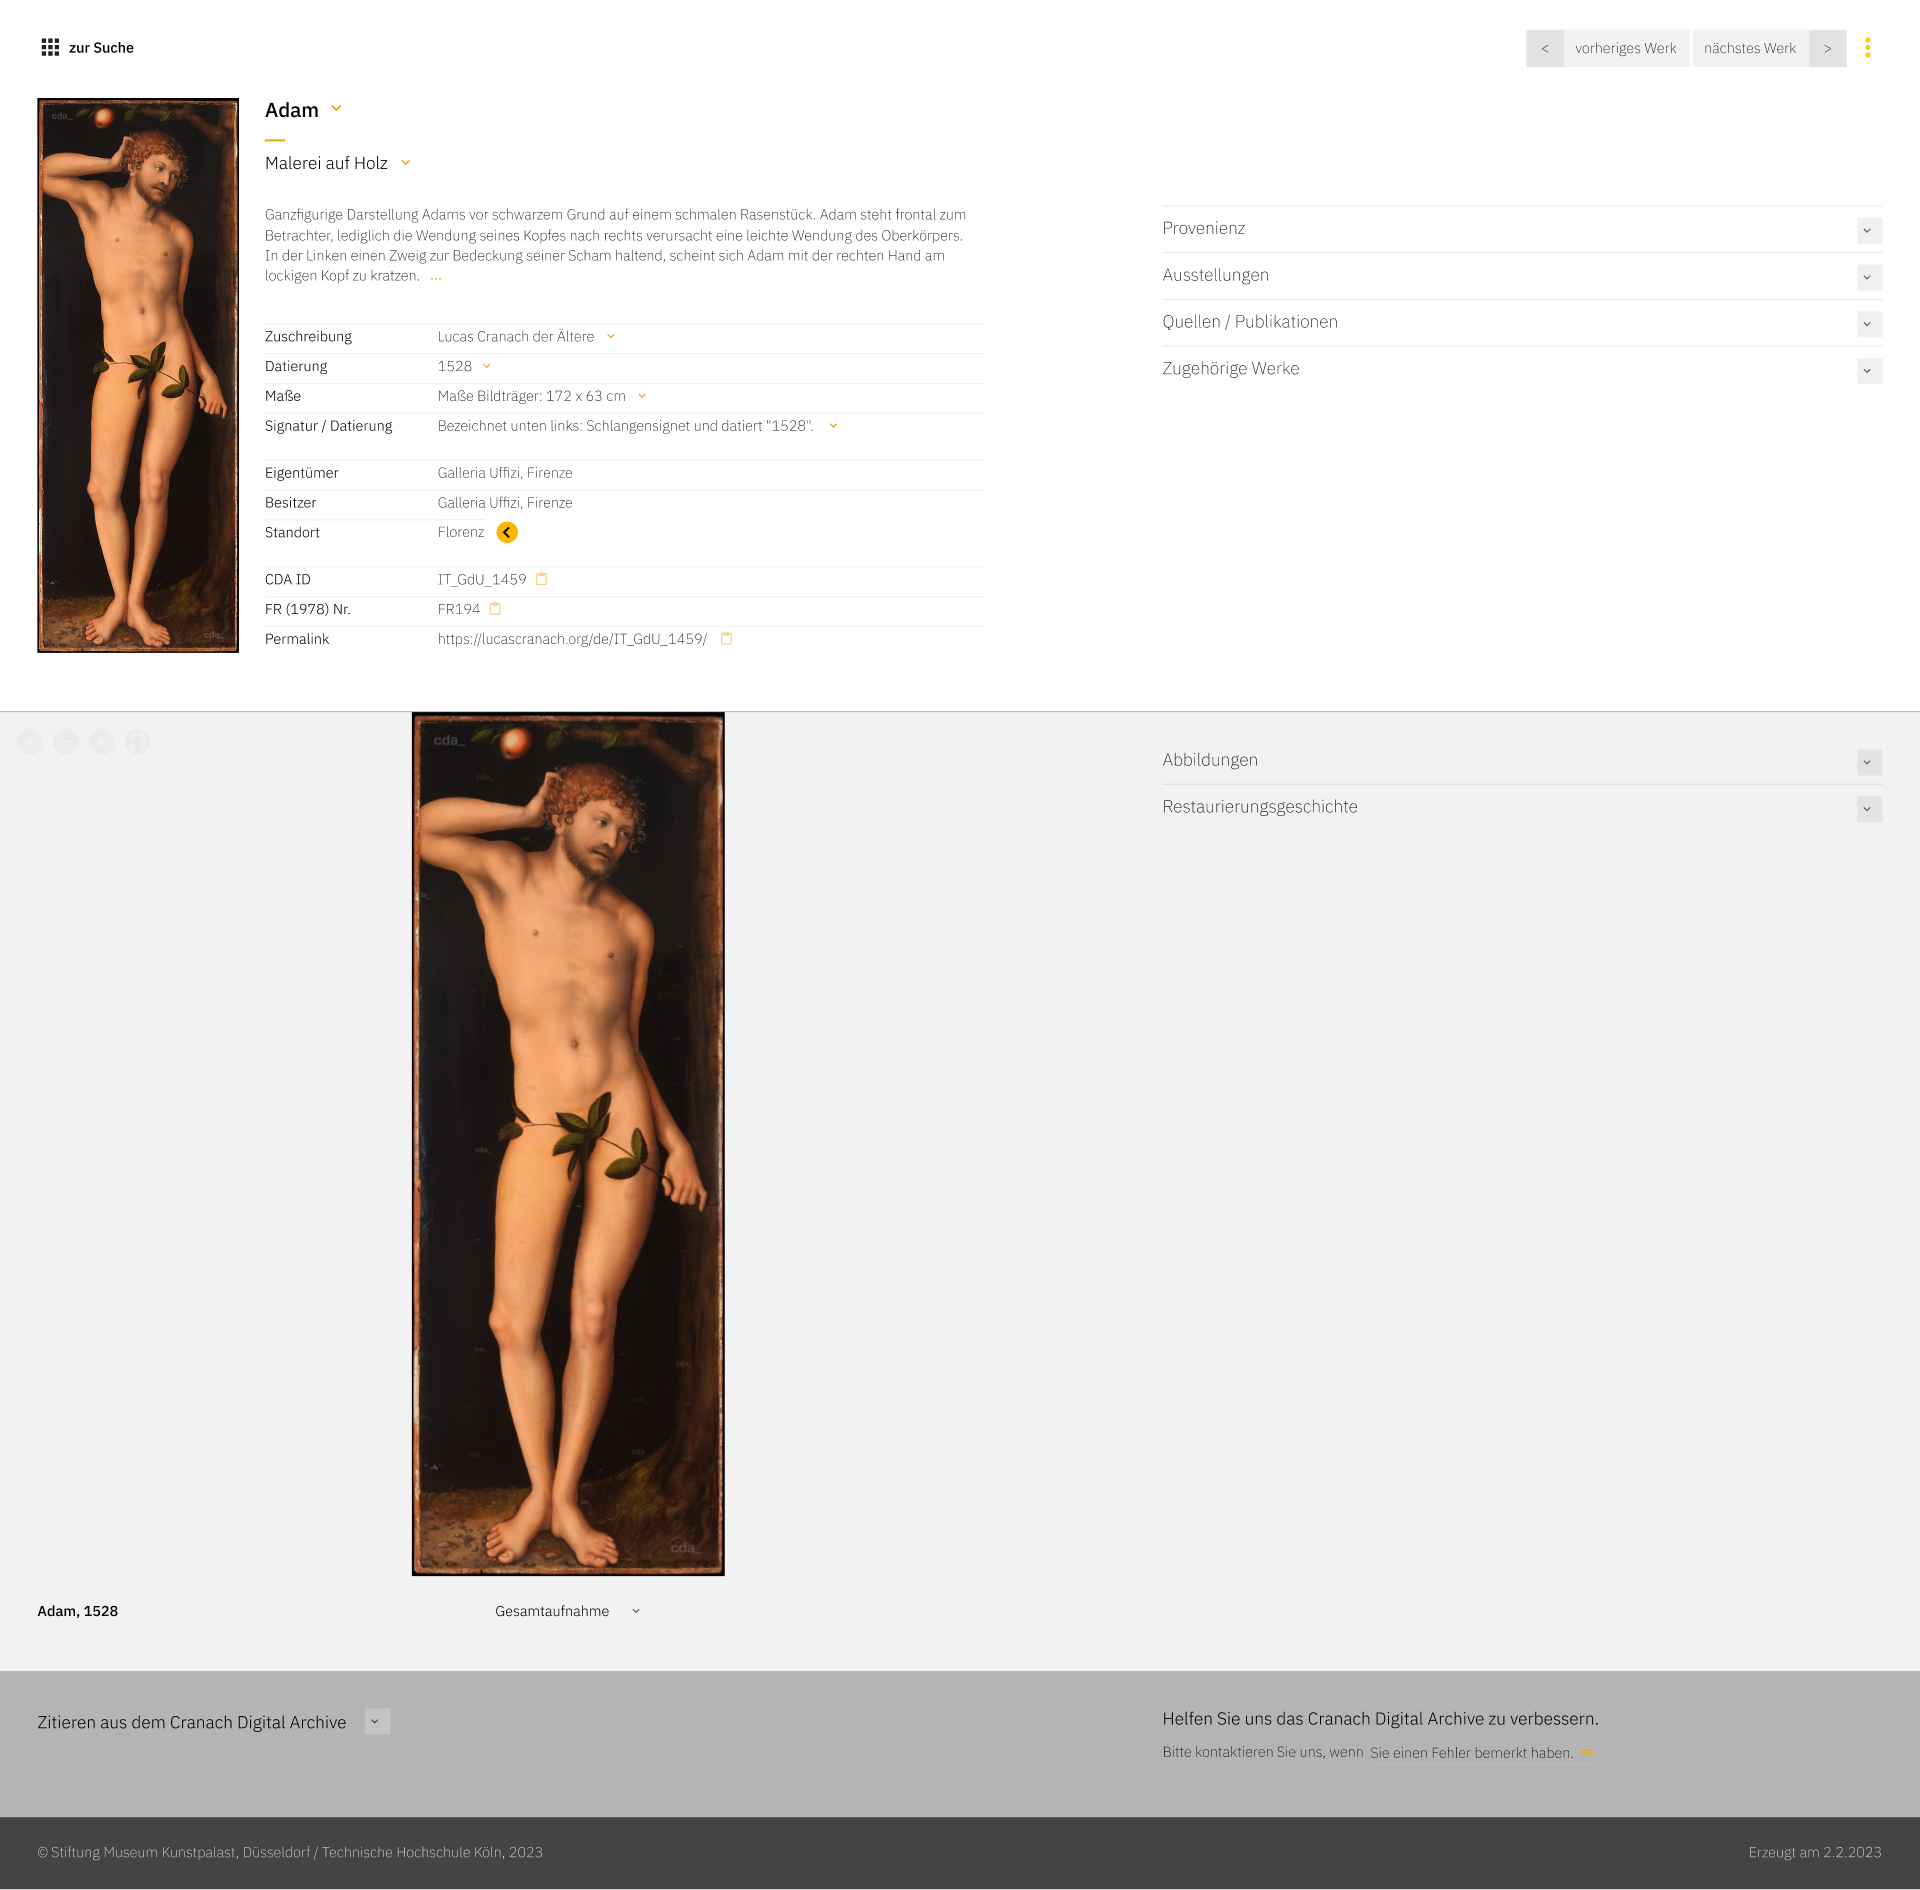 zur Suche
< vorheriges Werk nächstes Werk >
cda_
cda_
Adam
Malerei auf Holz
Ganzfigurige Darstellung Adams vor schwarzem Grund auf einem schmalen Rasenstück. Adam steht frontal zum
Betrachter, lediglich die Wendung seines Kopfes nach rechts verursacht eine leichte Wendung des Oberkörpers.
In der Linken einen Zweig zur Bedeckung seiner Scham haltend, scheint sich Adam mit der rechten Hand am
lockigen Kopf zu kratzen. ...
Zuschreibung Lucas Cranach der Ältere
Datierung 1528
Maße Maße Bildträger: 172 x 63 cm
Signatur / Datierung Bezeichnet unten links: Schlangensignet und datiert "1528".
Eigentümer Galleria Uffizi, Firenze
Besitzer Galleria Uffizi, Firenze
Standort Florenz
CDA ID IT_GdU_1459
FR (1978) Nr. FR194
Permalink https://lucascranach.org/de/IT_GdU_1459/
Provenienz
Ausstellungen
Quellen / Publikationen
Zugehörige Werke
cda_
cda_
Abbildungen
Restaurierungsgeschichte
Adam, 1528 Gesamtaufnahme
Zitieren aus dem Cranach Digital Archive
Helfen Sie uns das Cranach Digital Archive zu verbessern.
Bitte kontaktieren Sie uns, wenn Sie einen Fehler bemerkt haben.
© Stiftung Museum Kunstpalast, Düsseldorf / Technische Hochschule Köln, 2023
Erzeugt am 2.2.2023